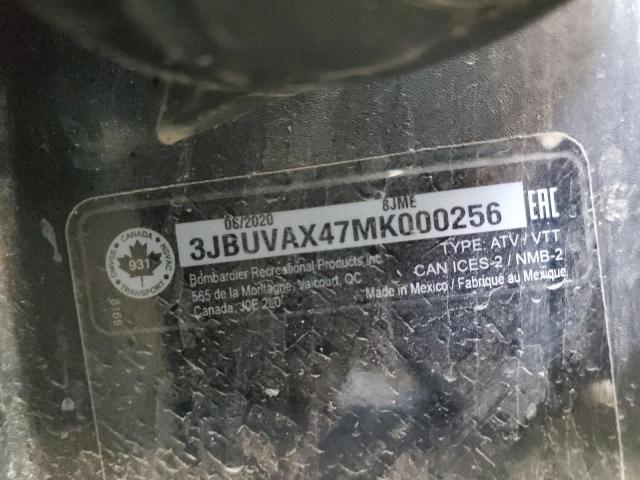 06/2020 8JME
3JBUVAX47MK000256
EAC
Bombardier Recreational Products Inc
565 de la Montagne, Valcourt, QC
Canada, J0E 2L0
TYPE: ATV / VTT
CAN ICES-2 / NMB-2
Made in Mexico / Fabriqué au Mexique
CANADA
931
TRANSPORT